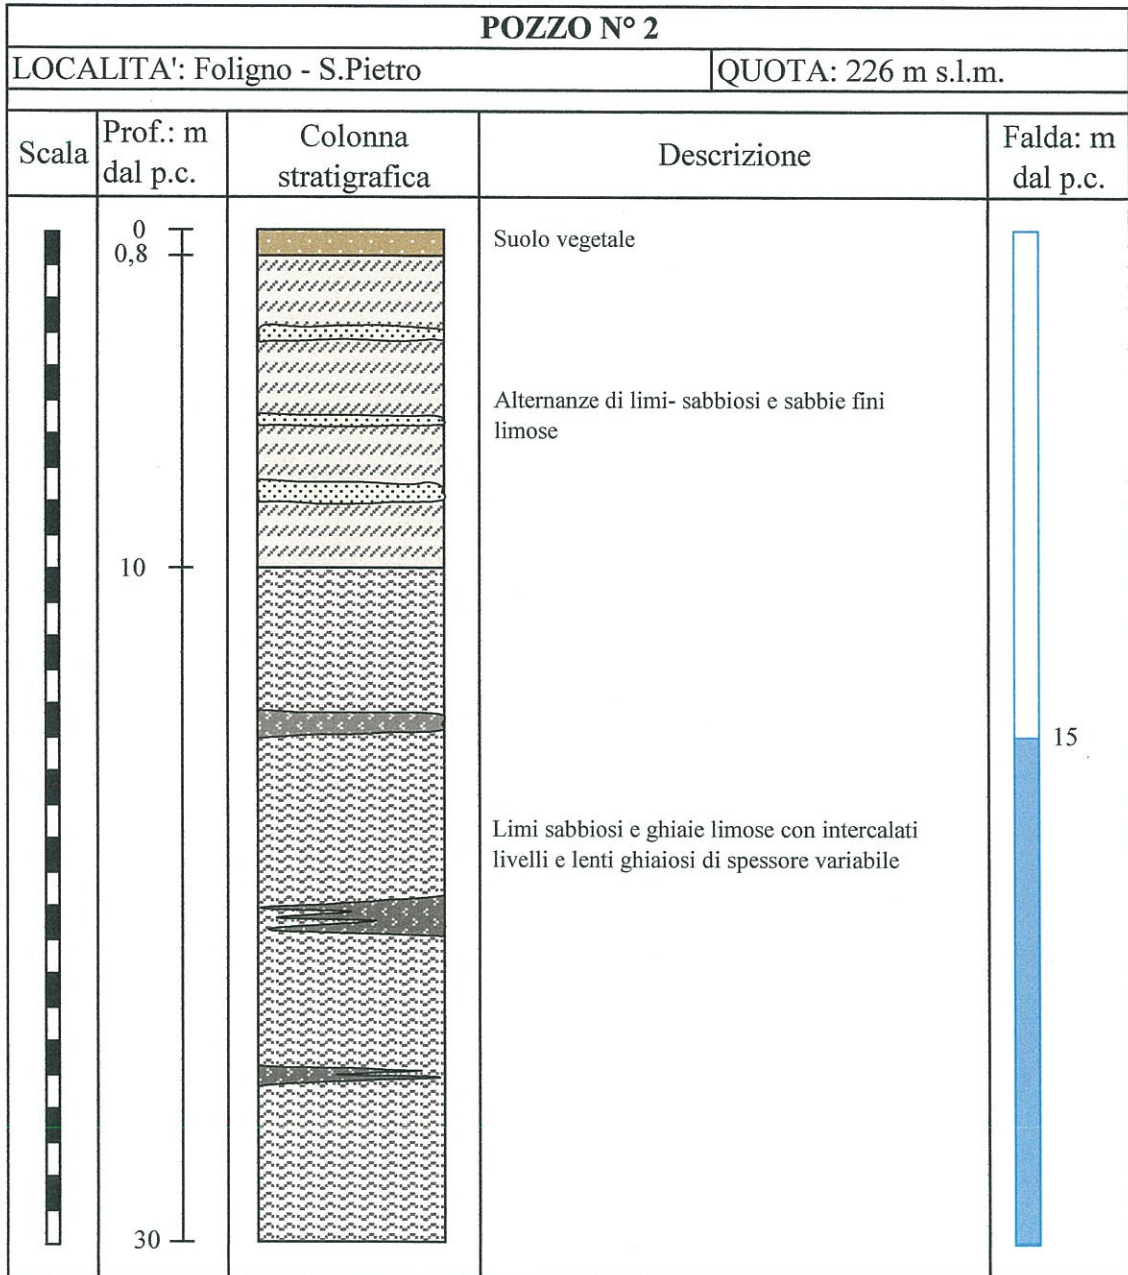 POZZO N° 2
LOCALITA': Foligno - S.Pietro
QUOTA: 226 m s.l.m.
Scala
Prof.: m
dal p.c.
Colonna
stratigrafica
Descrizione
Falda: m
dal p.c.
0
0,8
10
30
Suolo vegetale
Alternanze di limi- sabbiosi e sabbie fini
limose
Limi sabbiosi e ghiaie limose con intercalati
livelli e lenti ghiaiosi di spessore variabile
15